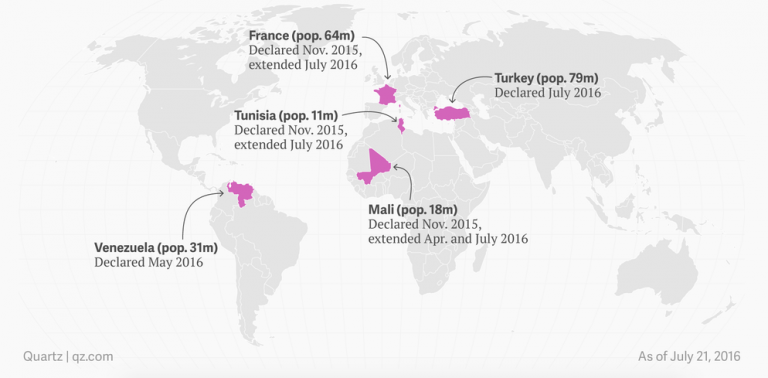 France (pop. 64m)
Declared Nov. 2015,
extended July 2016
Turkey (pop. 79m)
Declared July 2016
Tunisia (pop. 11m)
Declared Nov. 2015,
extended July 2016
Mali (pop. 18m)
Declared Nov. 2015,
extended Apr. and July 2016
Venezuela (pop. 31m)
Declared May 2016
Quartz | qz.com
As of July 21, 2016